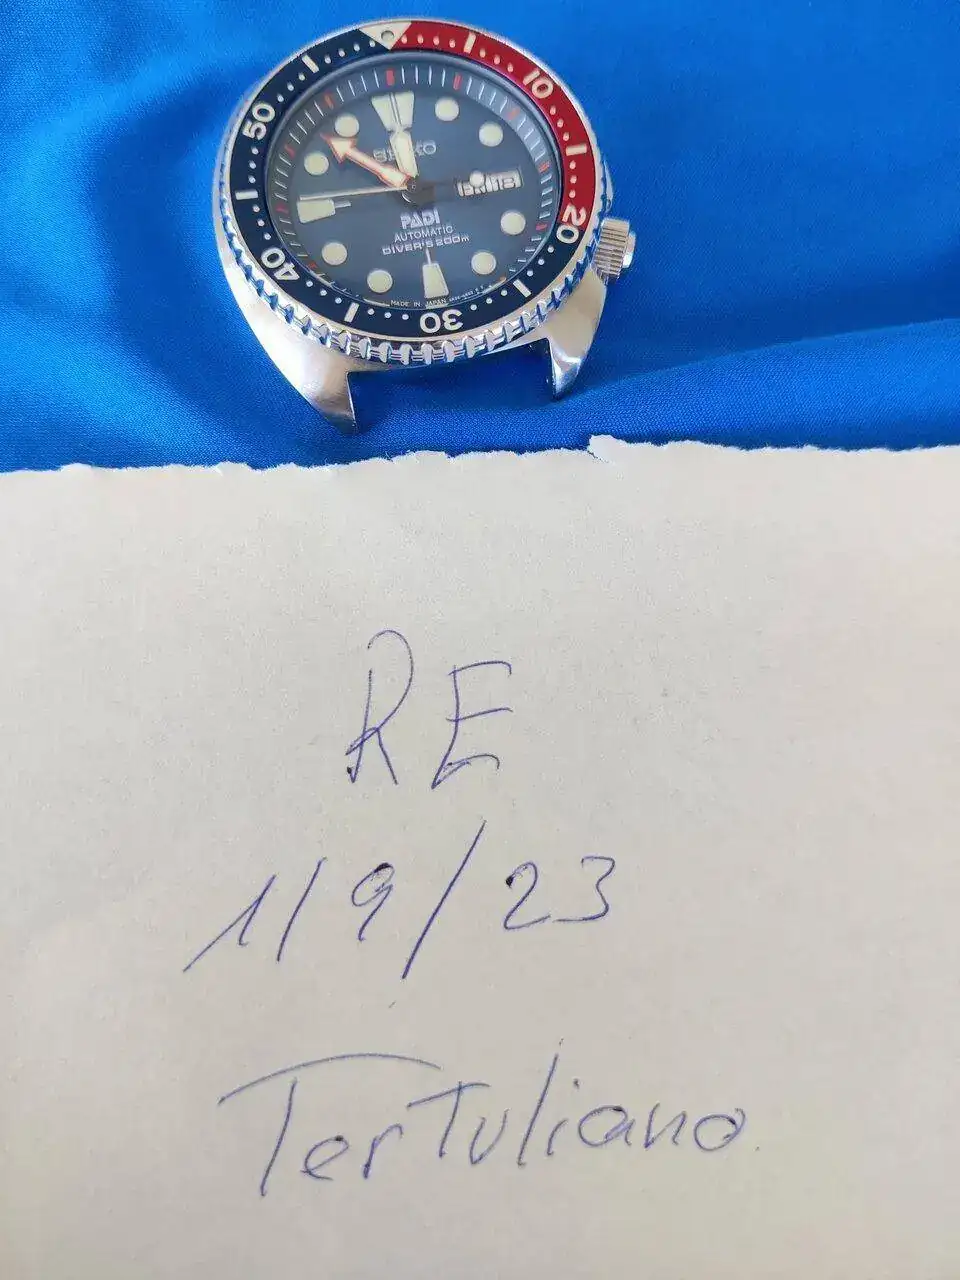 10
20
30
40
50
SEIKO
PADI
AUTOMATIC
DIVER'S 200m
MADE IN JAPAN
RE
1/9/23
Tertuliano